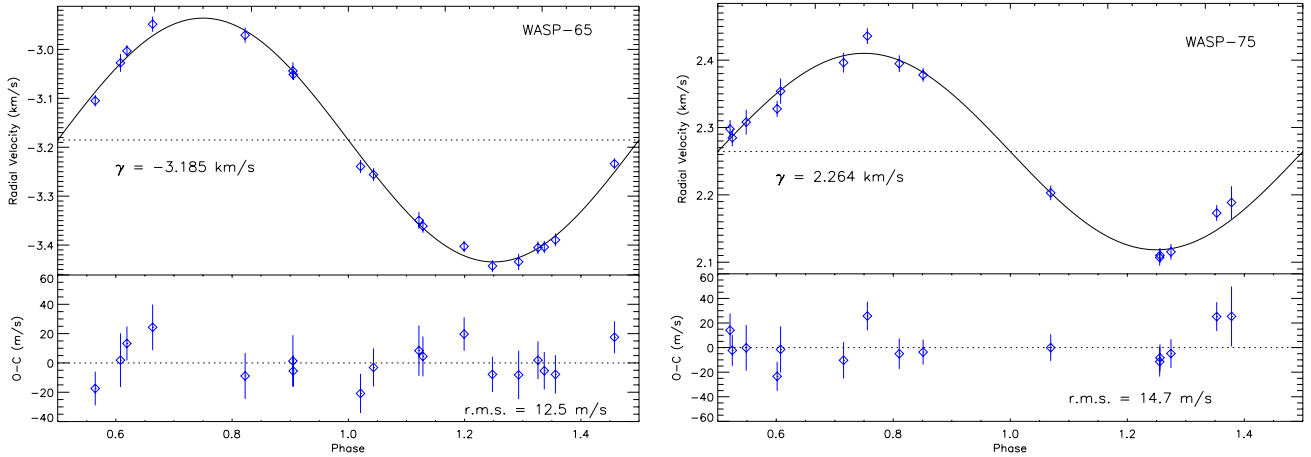 WASP-65
Radial Velocity (km/s)
-3.0
-3.1
-3.2
-3.3
-3.4
γ = -3.185 km/s
O-C (m/s)
60
40
20
0
-20
-40
r.m.s. = 12.5 m/s
0.6
0.8
1.0
1.2
1.4
Phase
WASP-75
Radial Velocity (km/s)
2.4
2.3
2.2
2.1
γ = 2.264 km/s
O-C (m/s)
60
40
20
0
-20
-40
-60
r.m.s. = 14.7 m/s
0.6
0.8
1.0
1.2
1.4
Phase